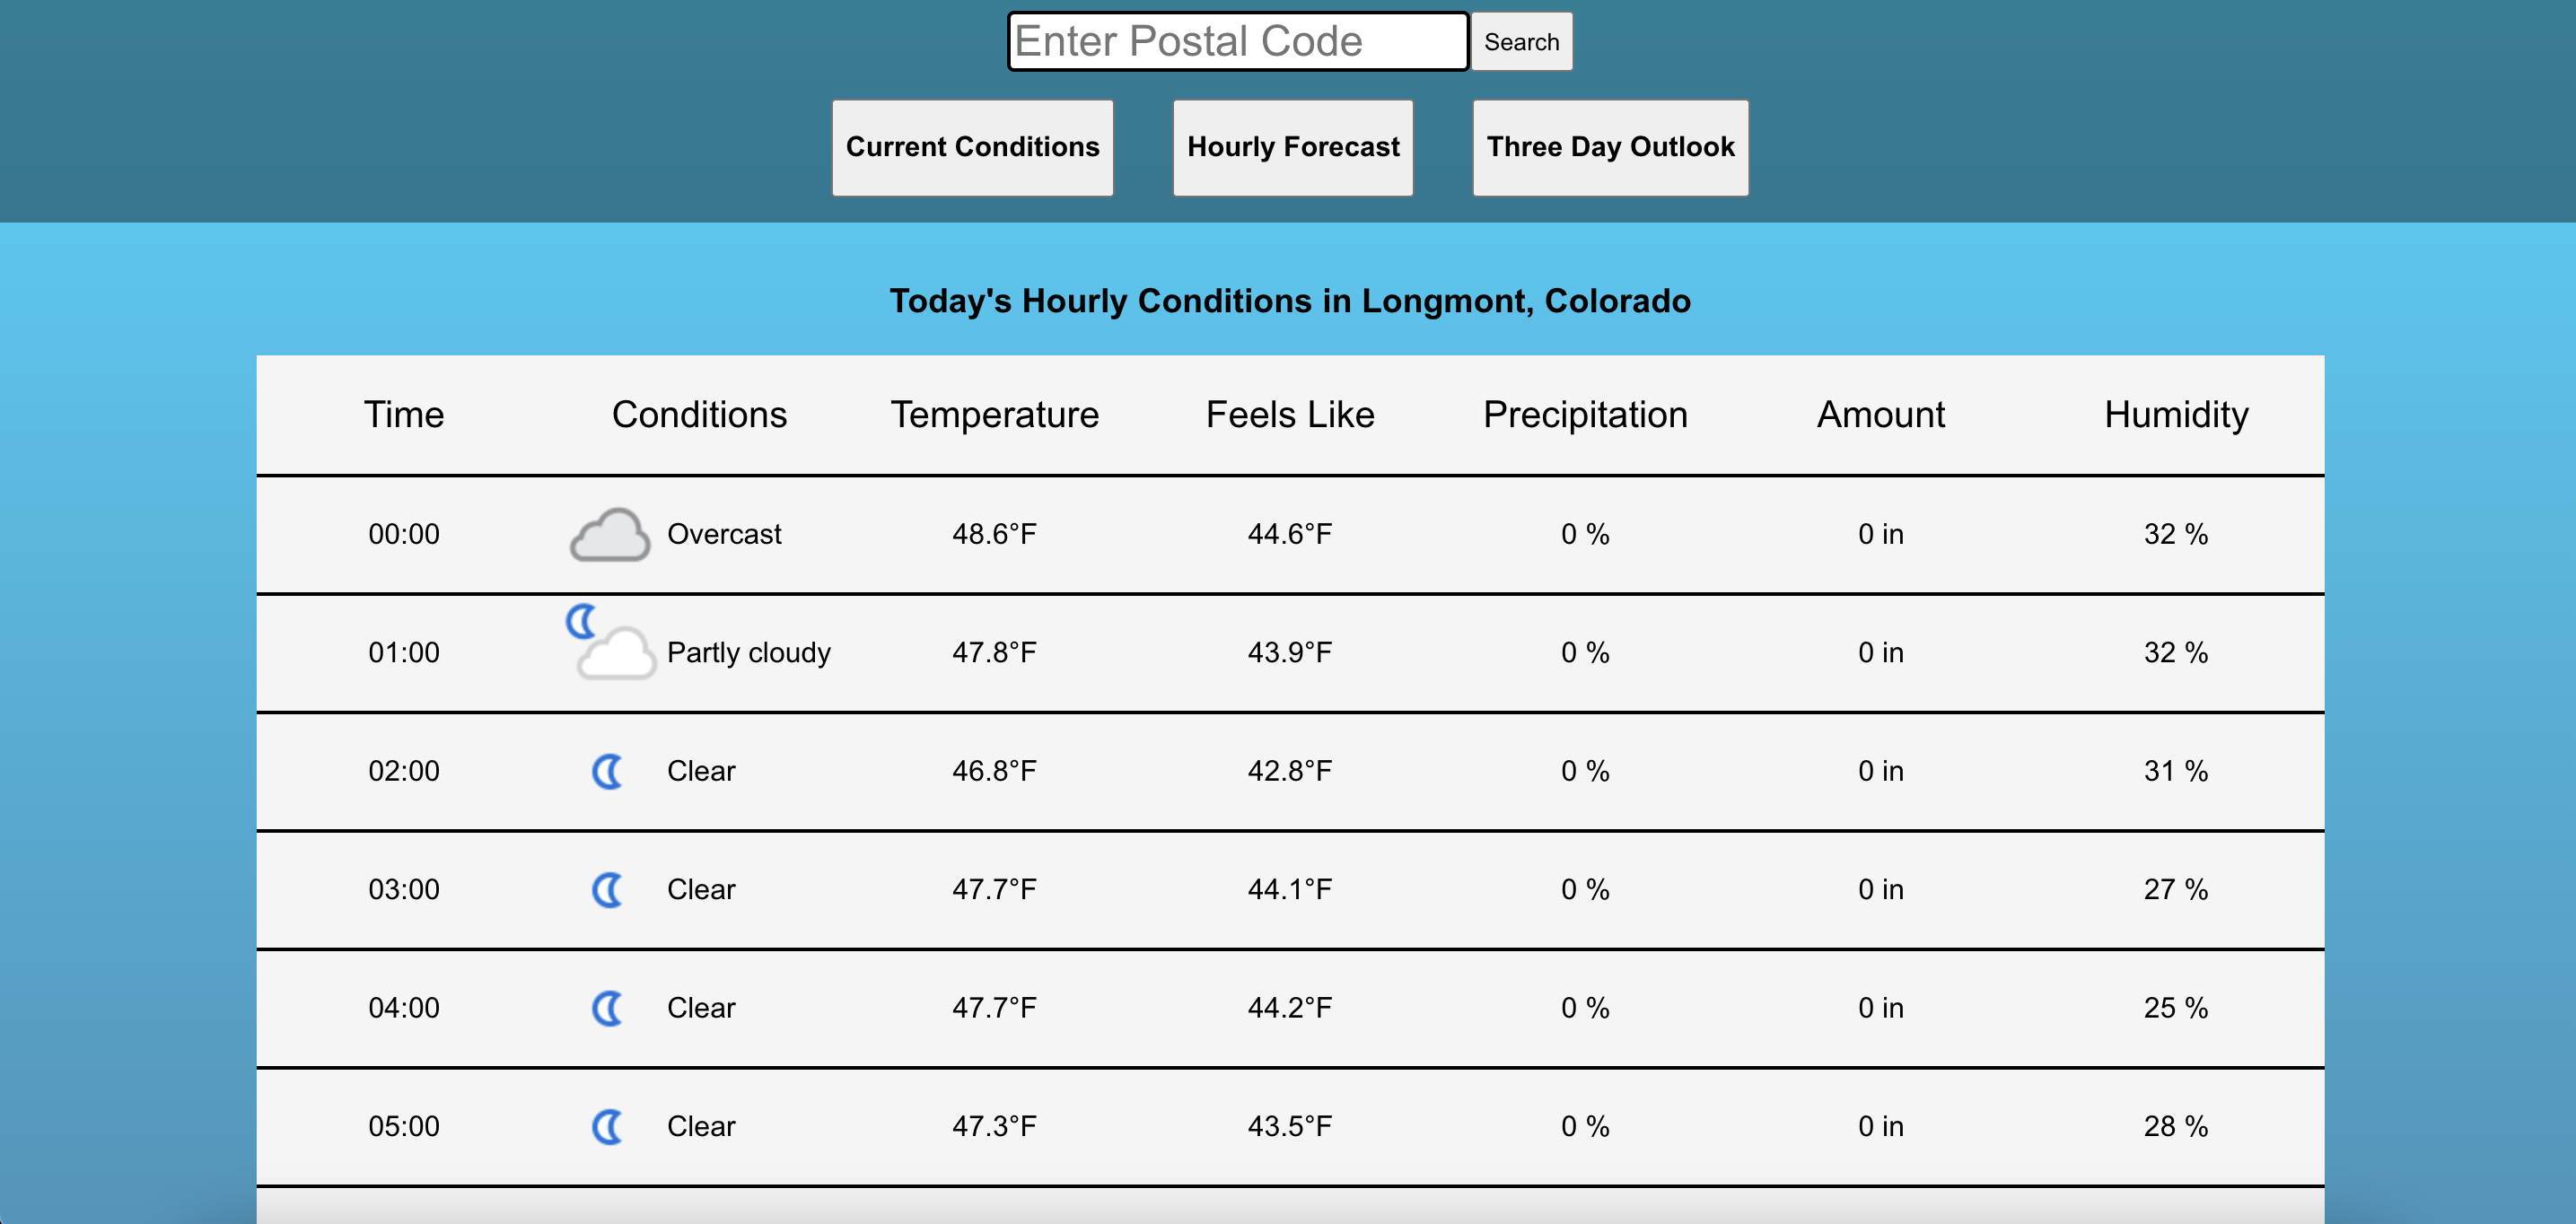 Enter Postal Code Search
Current Conditions Hourly Forecast Three Day Outlook
Today's Hourly Conditions in Longmont, Colorado
Time Conditions Temperature Feels Like Precipitation Amount Humidity
00:00 Overcast 48.6°F 44.6°F 0 % 0 in 32 %
01:00 Partly cloudy 47.8°F 43.9°F 0 % 0 in 32 %
02:00 Clear 46.8°F 42.8°F 0 % 0 in 31 %
03:00 Clear 47.7°F 44.1°F 0 % 0 in 27 %
04:00 Clear 47.7°F 44.2°F 0 % 0 in 25 %
05:00 Clear 47.3°F 43.5°F 0 % 0 in 28 %